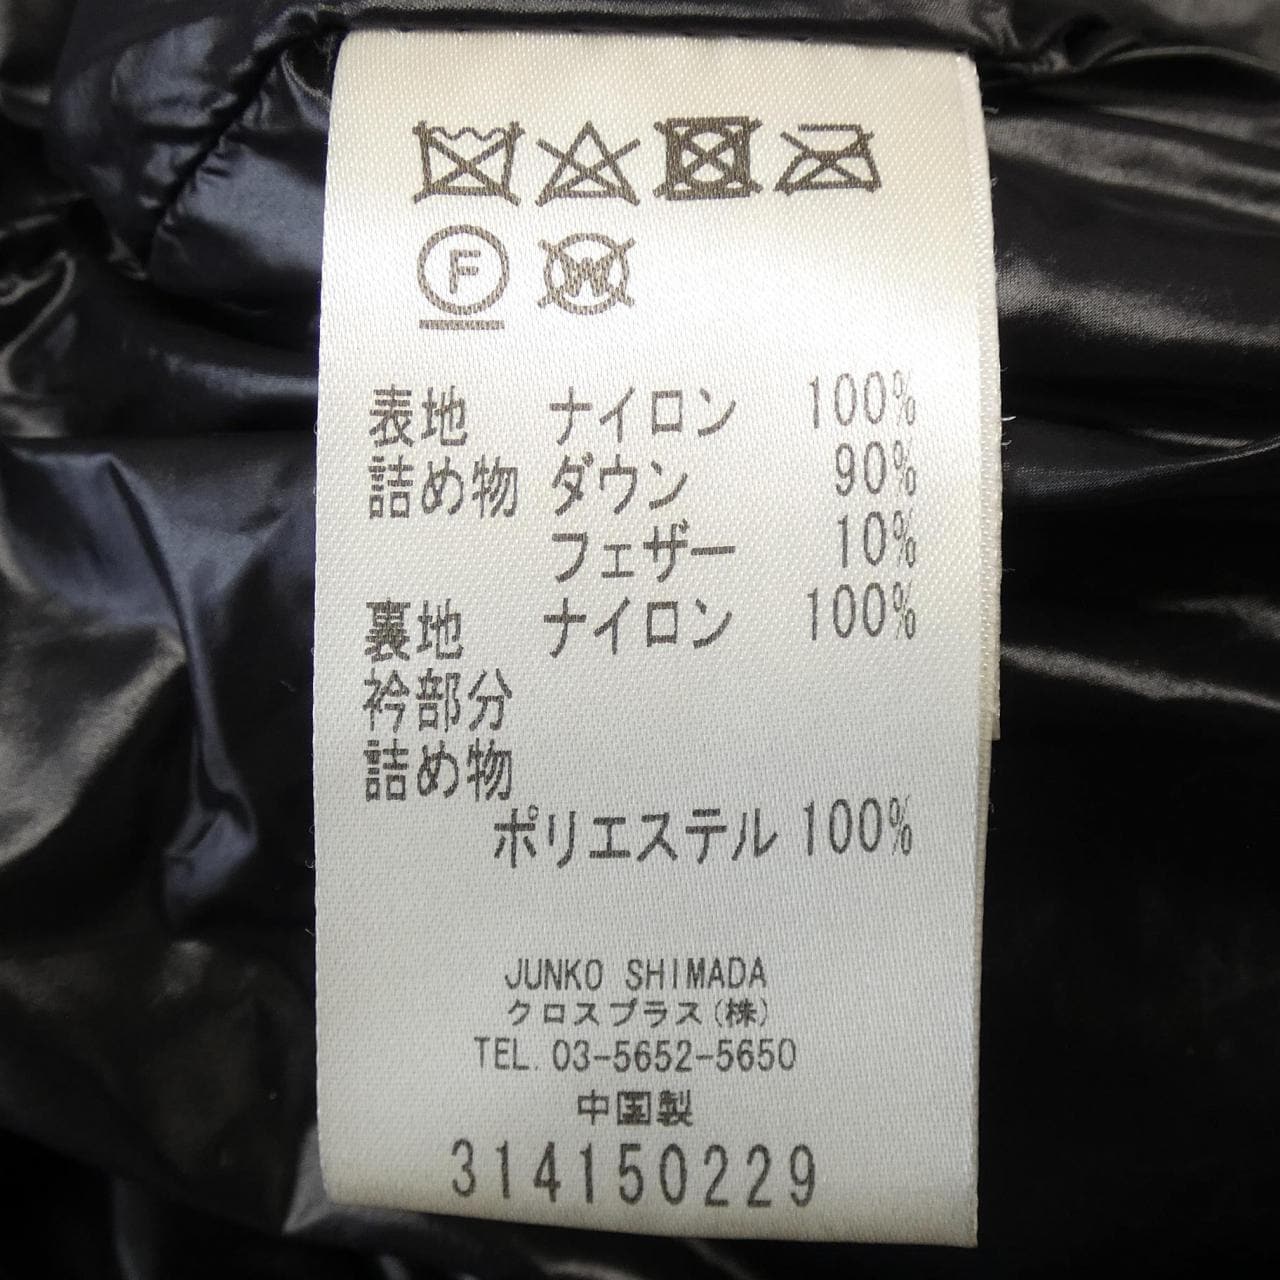 F W
表地 ナイロン 100%
詰め物 ダウン 90%
フェザー 10%
裏地 ナイロン 100%
衿部分
詰め物
ポリエステル 100%
JUNKO SHIMADA
クロスプラス(株)
TEL. 03-5652-5650
中国製
314150229